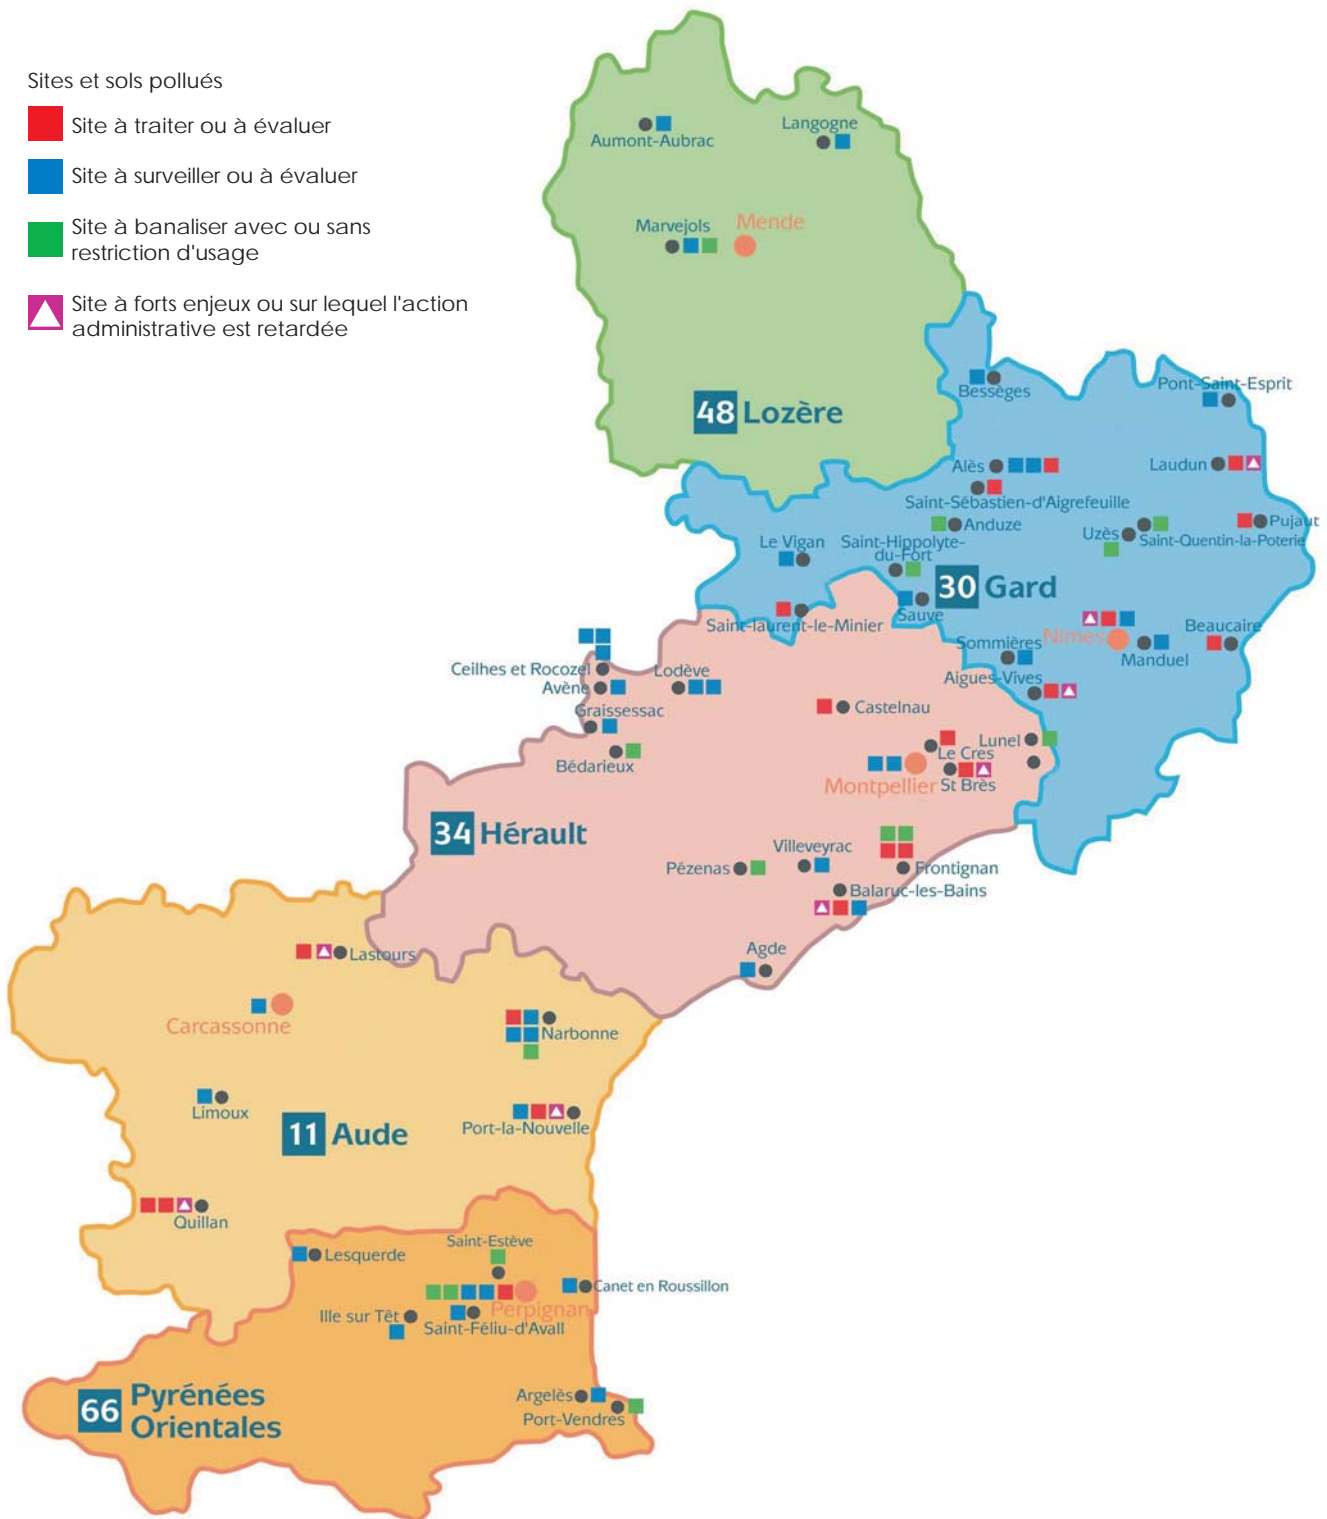 Sites et sols pollués
Site à traiter ou à évaluer
Site à surveiller ou à évaluer
Site à banaliser avec ou sans
restriction d'usage
Site à forts enjeux ou sur lequel l'action
administrative est retardée
Aumont-Aubrac
Langogne
Marvejols
Mende
48 Lozère
Bessèges
Pont-Saint-Esprit
Alès
Laudun
Saint-Sébastien-d'Aigrefeuille
Anduze
Uzès
Saint-Quentin-la-Poterie
Pujaut
Le Vigan
Saint-Hippolyte-
du-Fort
30 Gard
Sauve
Saint-laurent-le-Minier
Sommières
Nîmes
Manduel
Beaucaire
Aigues-Vives
Ceilhes et Rocozel
Avène
Lodève
Graissessac
Bédarieux
Castelnau
Le Cres
Lunel
Montpellier
St Brès
34 Hérault
Villeveyrac
Pézenas
Frontignan
Balaruc-les-Bains
Agde
Lastours
Carcassonne
Narbonne
Limoux
11 Aude
Port-la-Nouvelle
Quillan
Lesquerde
Saint-Estève
Canet en Roussillon
Perpignan
Ille sur Têt
Saint-Féliu-d'Avall
66 Pyrénées
Orientales
Argelès
Port-Vendres